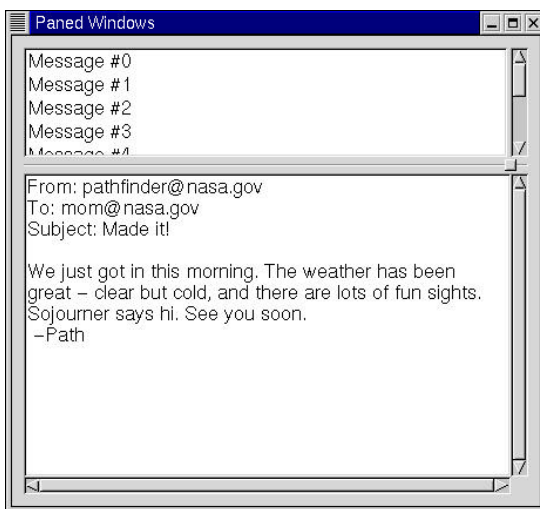 Paned Windows
Message #0
Message #1
Message #2
Message #3
Message #4
From: pathfinder@nasa.gov
To: mom@nasa.gov
Subject: Made it!
We just got in this morning. The weather has been
great – clear but cold, and there are lots of fun sights.
Sojourner says hi. See you soon.
–Path